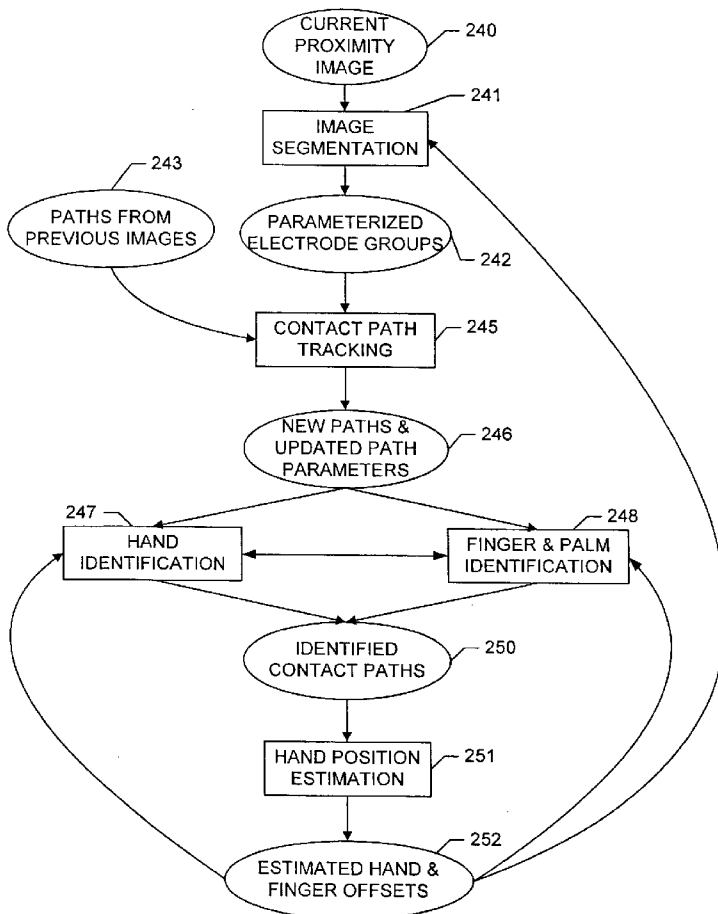 CURRENT
PROXIMITY
IMAGE
240
241
IMAGE
SEGMENTATION
243
PATHS FROM
PREVIOUS IMAGES
PARAMETERIZED
ELECTRODE GROUPS
242
CONTACT PATH
TRACKING
245
NEW PATHS &
UPDATED PATH
PARAMETERS
246
247
HAND
IDENTIFICATION
248
FINGER & PALM
IDENTIFICATION
IDENTIFIED
CONTACT PATHS
250
HAND POSITION
ESTIMATION
251
252
ESTIMATED HAND &
FINGER OFFSETS